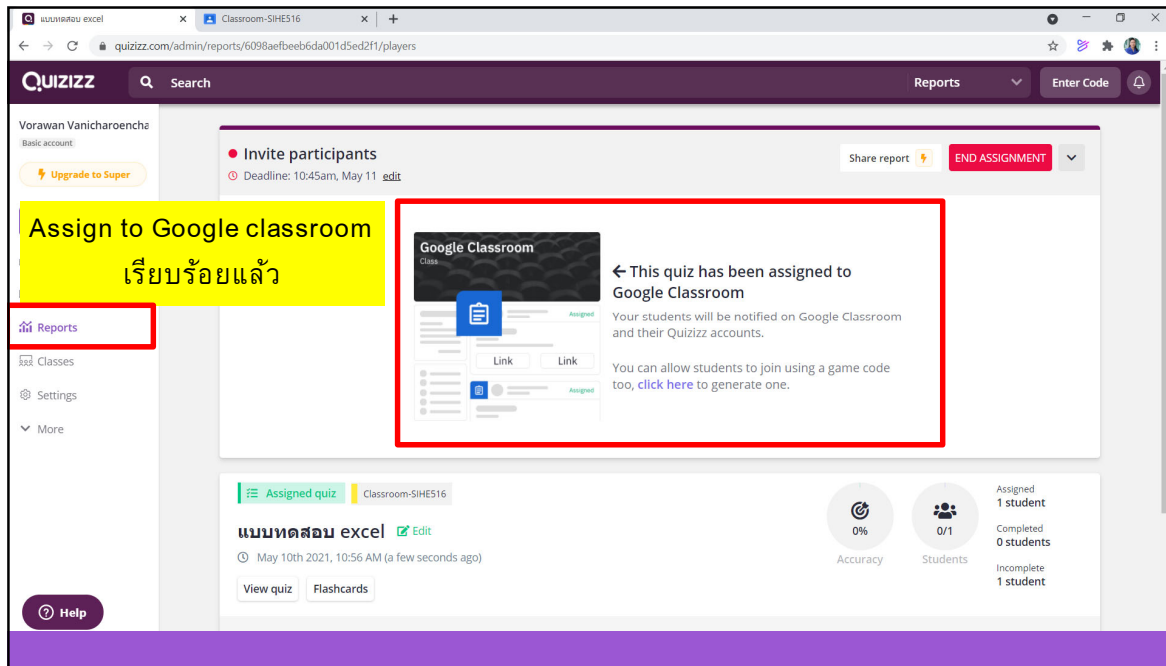 แบบทดสอบ excel
Classroom-SIHE516
quizizz.com/admin/reports/6098aefbeeb6da001d5ed2f1/players
QUIZIZZ
Search
Reports
Enter Code
Vorawan Vanicharoencha
Basic account
Upgrade to Super
Invite participants
Deadline: 10:45am, May 11 edit
Share report
END ASSIGNMENT
Assign to Google classroom
เรียบร้อยแล้ว
Reports
Classes
Settings
More
Google Classroom
Class
Assigned
Link Link
Assigned
← This quiz has been assigned to
Google Classroom
Your students will be notified on Google Classroom
and their Quizizz accounts.
You can allow students to join using a game code
too, click here to generate one.
Assigned quiz
Classroom-SIHE516
แบบทดสอบ excel Edit
May 10th 2021, 10:56 AM (a few seconds ago)
View quiz
Flashcards
0%
Accuracy
0/1
Students
Assigned
1 student
Completed
0 students
Incomplete
1 student
Help